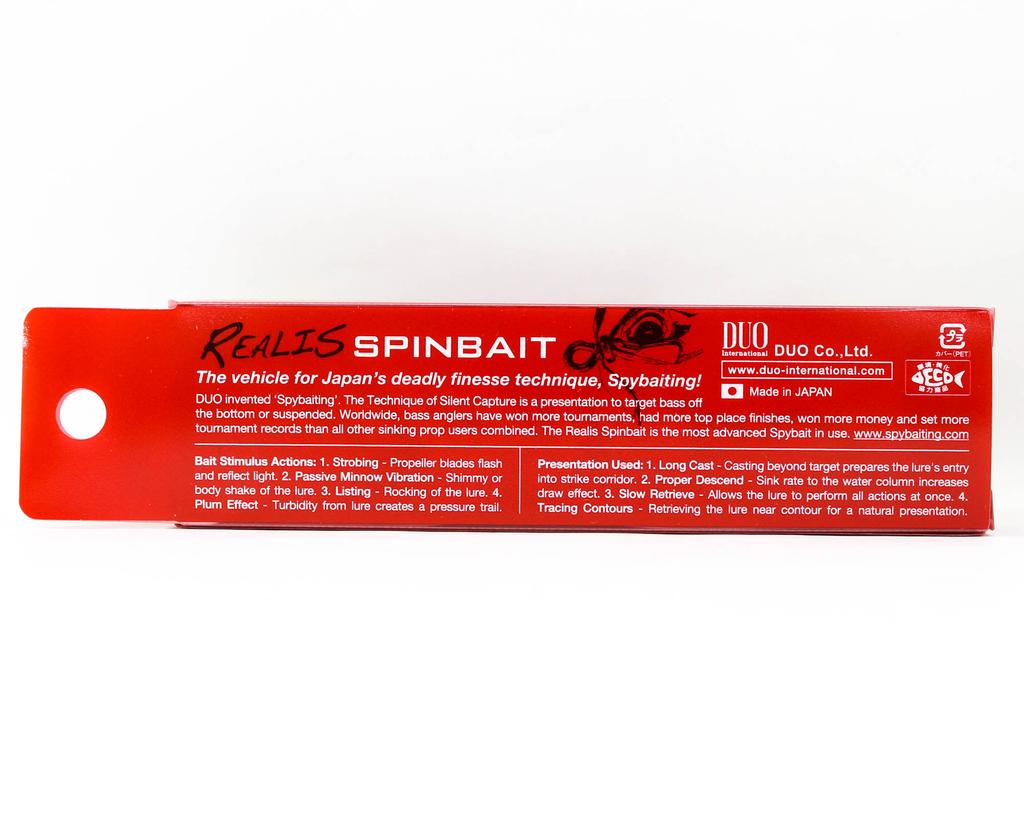 REALIS SPINBAIT
The vehicle for Japan's deadly finesse technique, Spybaiting!
DUO invented 'Spybaiting'. The Technique of Silent Capture is a presentation to target bass off
the bottom or suspended. Worldwide, bass anglers have won more tournaments, had more top place finishes, won more money and set more
tournament records than all other sinking prop users combined. The Realis Spinbait is the most advanced Spybait in use. www.spybaiting.com
DUO
International
DUO Co.,Ltd.
www.duo-international.com
Made in JAPAN
プラ
カバー(PET)
ECO
Bait Stimulus Actions: 1. Strobing - Propeller blades flash
and reflect light. 2. Passive Minnow Vibration - Shimmy or
body shake of the lure. 3. Listing - Rocking of the lure. 4.
Plum Effect - Turbidity from lure creates a pressure trail.
Presentation Used: 1. Long Cast - Casting beyond target prepares the lure's entry
into strike corridor. 2. Proper Descend - Sink rate to the water column increases
draw effect. 3. Slow Retrieve - Allows the lure to perform all actions at once. 4.
Tracing Contours - Retrieving the lure near contour for a natural presentation.